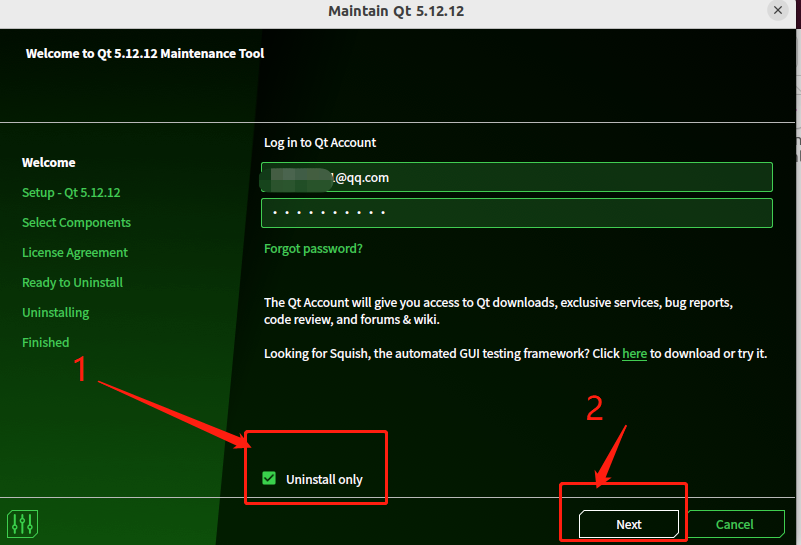 Maintain Qt 5.12.12
Welcome to Qt 5.12.12 Maintenance Tool
Welcome
Setup - Qt 5.12.12
Select Components
License Agreement
Ready to Uninstall
Uninstalling
Finished
Log in to Qt Account
1@qq.com
Forgot password?
The Qt Account will give you access to Qt downloads, exclusive services, bug reports,
code review, and forums & wiki.
Looking for Squish, the automated GUI testing framework? Click here to download or try it.
1
2
Uninstall only
Next
Cancel